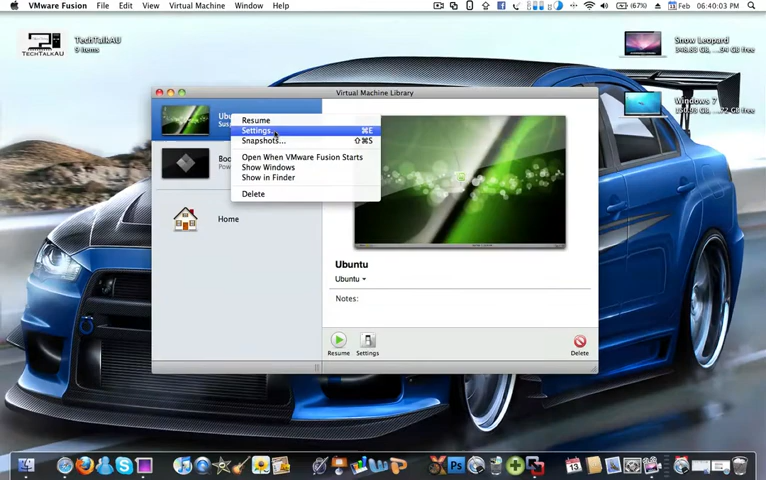 VMware Fusion File Edit View Virtual Machine Window Help
(67%) 11 Feb 6:40:03 PM
TechTalkAU
9 items
TECHTALKAU
Snow Leopard
Windows 7
Virtual Machine Library
Resume
Settings... ⌘E
Snapshots... ⇧⌘S
Open When VMware Fusion Starts
Show Windows
Show in Finder
Delete
Home
Ubuntu
Ubuntu
Notes:
Resume Settings Delete